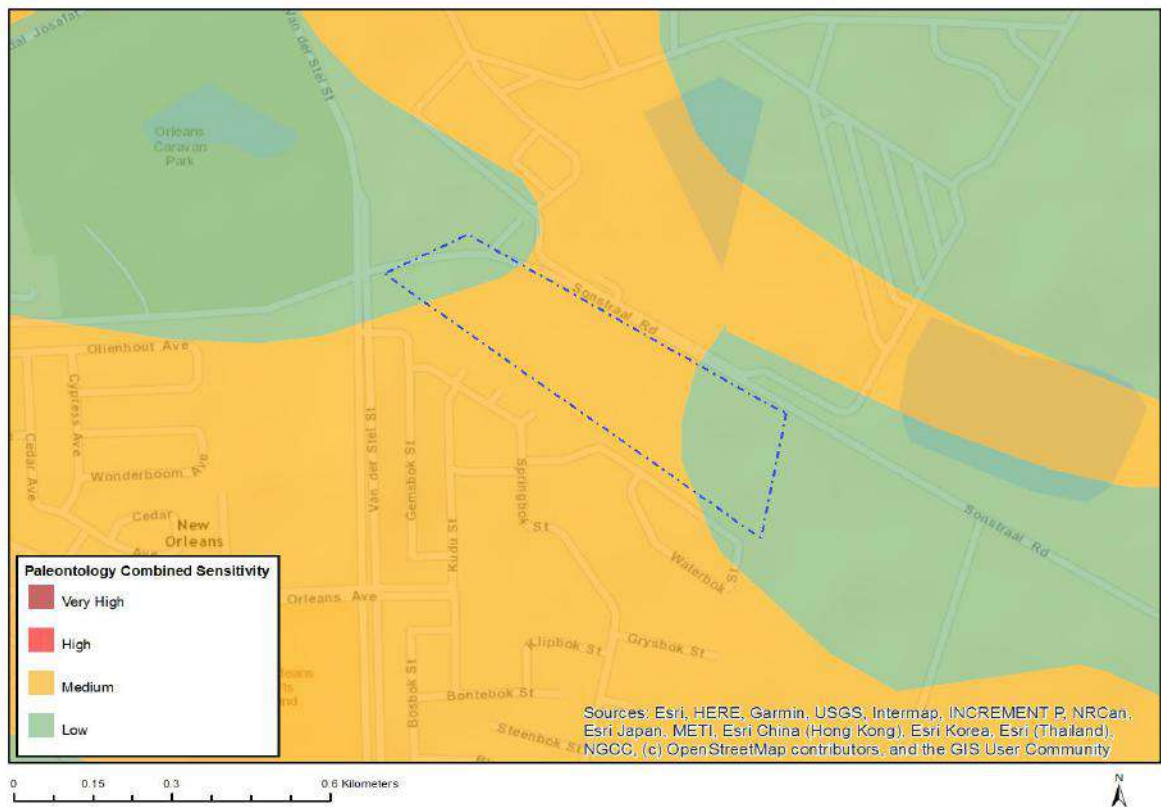 dal Josafat
Van der Stel St
Orleans
Caravan
Park
Sonstraal Rd
Olienhout Ave
Cypress Ave
Cedar Ave
Wonderboom Ave
Cedar
Ave
New
Orleans
Van der Stel St
Gemsbok St
Kudu St
Springbok
St
Waterbok St
Sonstraal Rd
Orleans Ave
Bosbok St
Klipbok St
Grysbok St
Bontebok St
Steenbok St
Paleontology Combined Sensitivity
Very High
High
Medium
Low
Sources: Esri, HERE, Garmin, USGS, Intermap, INCREMENT P, NRCan,
Esri Japan, METI, Esri China (Hong Kong), Esri Korea, Esri (Thailand),
NGCC, (c) OpenStreetMap contributors, and the GIS User Community
0 0.15 0.3 0.6 Kilometers
N